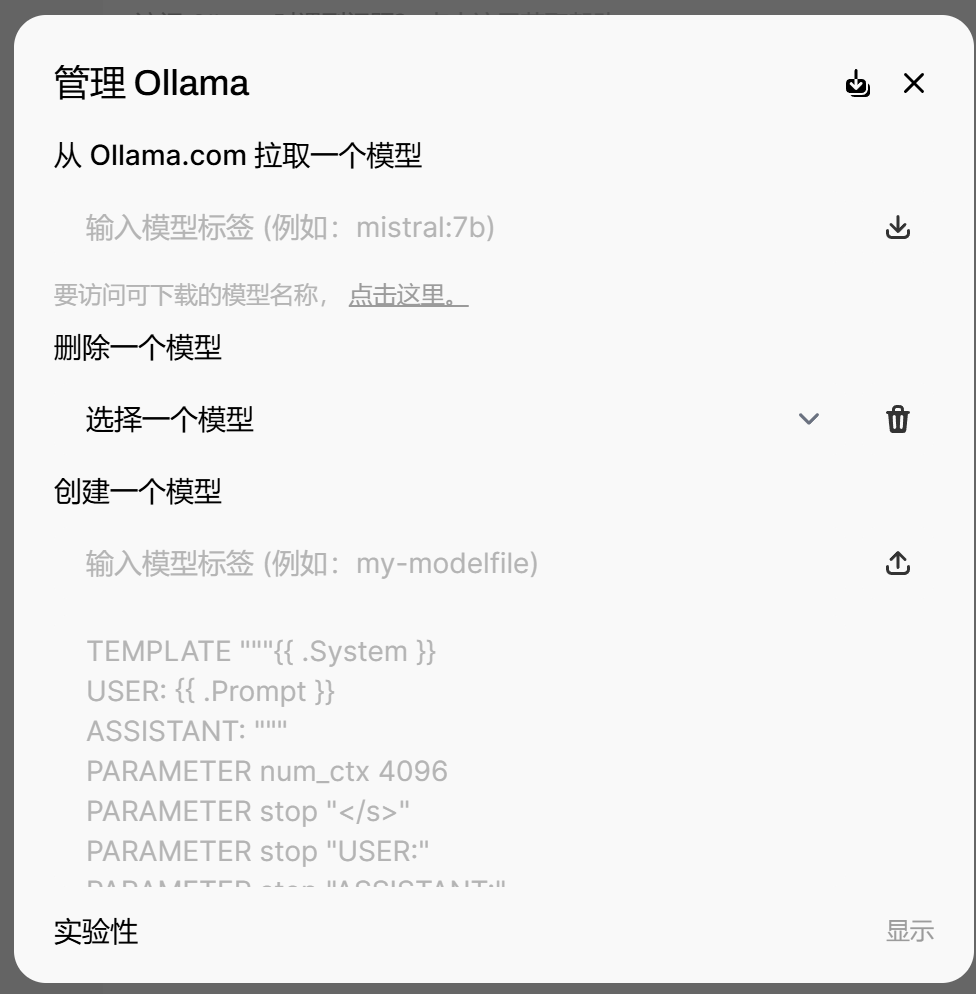 管理 Ollama
从 Ollama.com 拉取一个模型
输入模型标签 (例如：mistral:7b)
要访问可下载的模型名称，点击这里。
删除一个模型
选择一个模型
创建一个模型
输入模型标签 (例如：my-modelfile)
TEMPLATE """{{ .System }}
USER: {{ .Prompt }}
ASSISTANT: """
PARAMETER num_ctx 4096
PARAMETER stop "</s>"
PARAMETER stop "USER:"
PARAMETER stop "ASSISTANT:"
实验性
显示